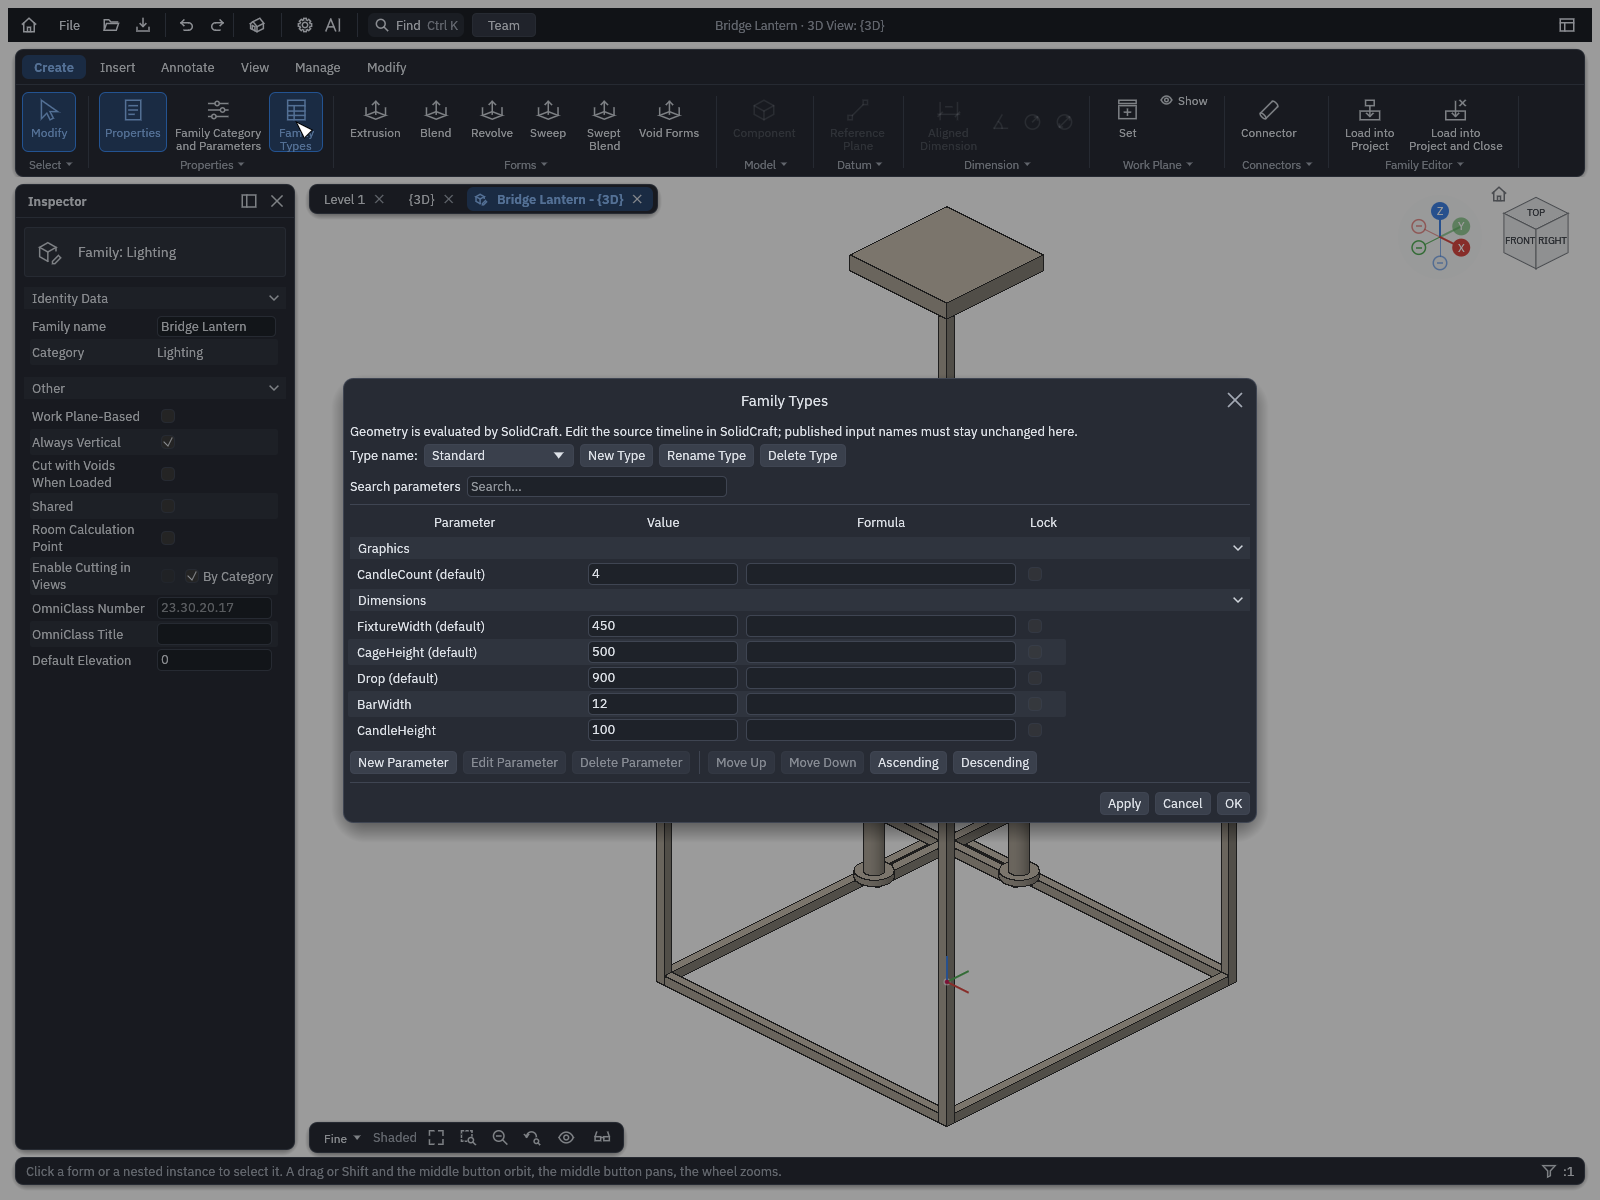 File
Find Ctrl K
Team
Bridge Lantern · 3D View: {3D}
Create Insert Annotate View Manage Modify
Modify
Properties
Family Category and Parameters
Family Types
Extrusion
Blend
Revolve
Sweep
Swept Blend
Void Forms
Component
Reference Plane
Aligned Dimension
Set
Show
Connector
Load into Project
Load into Project and Close
Select
Properties
Forms
Model
Datum
Dimension
Work Plane
Connectors
Family Editor
Inspector
Level 1
{3D}
Bridge Lantern - {3D}
Family: Lighting
Identity Data
Family name Bridge Lantern
Category Lighting
Other
Work Plane-Based
Always Vertical
Cut with Voids
When Loaded
Shared
Room Calculation
Point
Enable Cutting in
Views
By Category
OmniClass Number 23.30.20.17
OmniClass Title
Default Elevation 0
Z
Y
X
TOP
FRONT
RIGHT
Family Types
Geometry is evaluated by SolidCraft. Edit the source timeline in SolidCraft; published input names must stay unchanged here.
Type name: Standard New Type Rename Type Delete Type
Search parameters Search...
Parameter Value Formula Lock
Graphics
CandleCount (default) 4
Dimensions
FixtureWidth (default) 450
CageHeight (default) 500
Drop (default) 900
BarWidth 12
CandleHeight 100
New Parameter Edit Parameter Delete Parameter Move Up Move Down Ascending Descending
Apply Cancel OK
Fine Shaded
Click a form or a nested instance to select it. A drag or Shift and the middle button orbit, the middle button pans, the wheel zooms.
:1